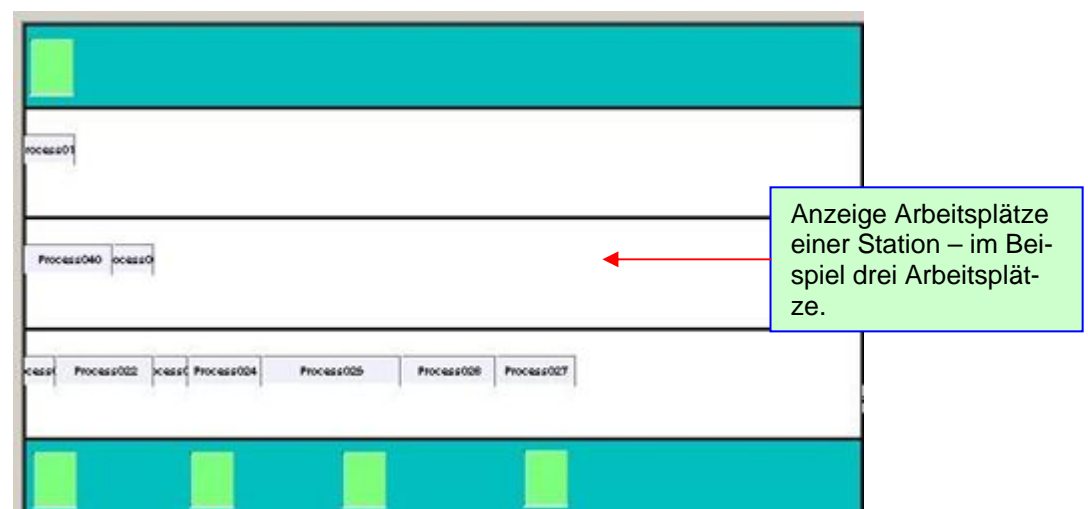 rocess01
Anzeige Arbeitsplätze
einer Station – im Bei-
spiel drei Arbeitsplät-
ze.
Process040 ocess0
cess Process022 cess Process024 Process025 Process026 Process027